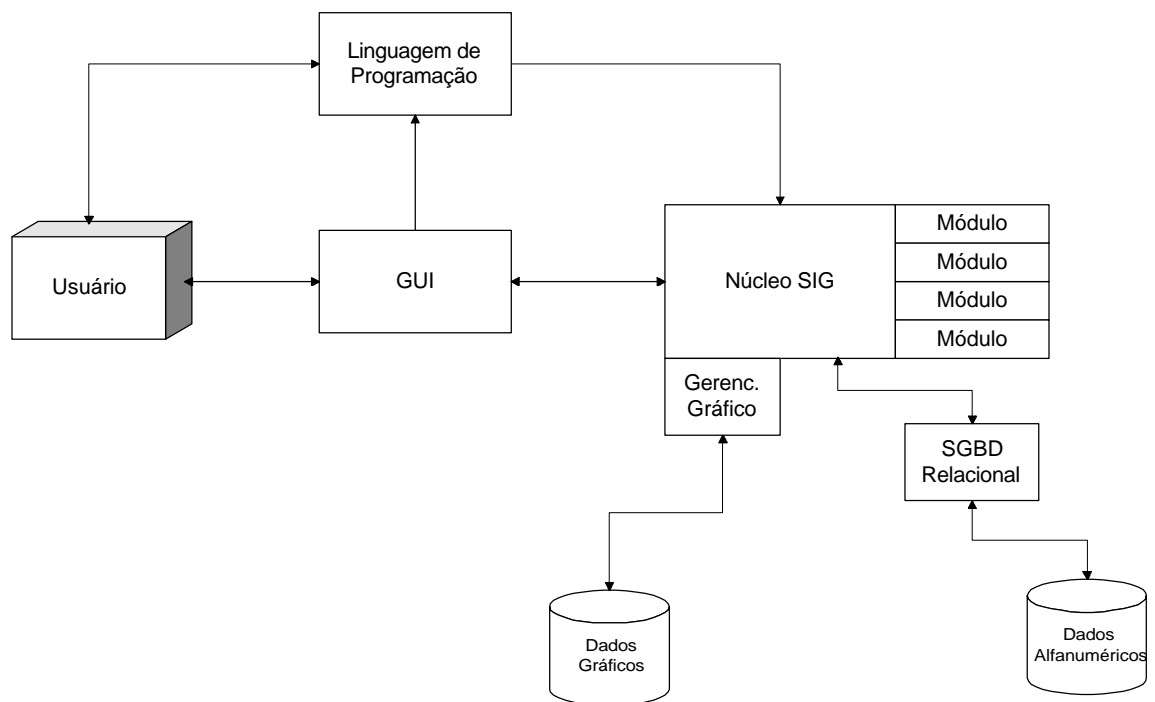 Linguagem de
Programação
Usuário
GUI
Núcleo SIG
Módulo
Módulo
Módulo
Módulo
Gerenc.
Gráfico
SGBD
Relacional
Dados
Gráficos
Dados
Alfanuméricos